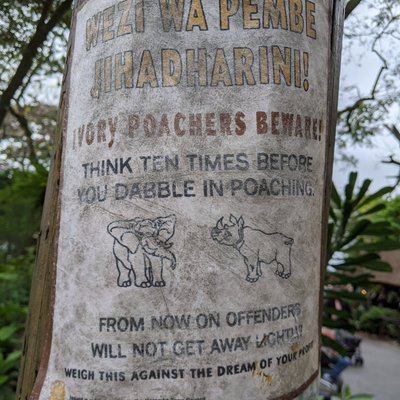 WEZI WA PEMBE
JIHADHARINI!
IVORY POACHERS BEWARE!
THINK TEN TIMES BEFORE
YOU DABBLE IN POACHING.
FROM NOW ON OFFENDERS
WILL NOT GET AWAY LIGHTLY!
WEIGH THIS AGAINST THE DREAM OF YOUR